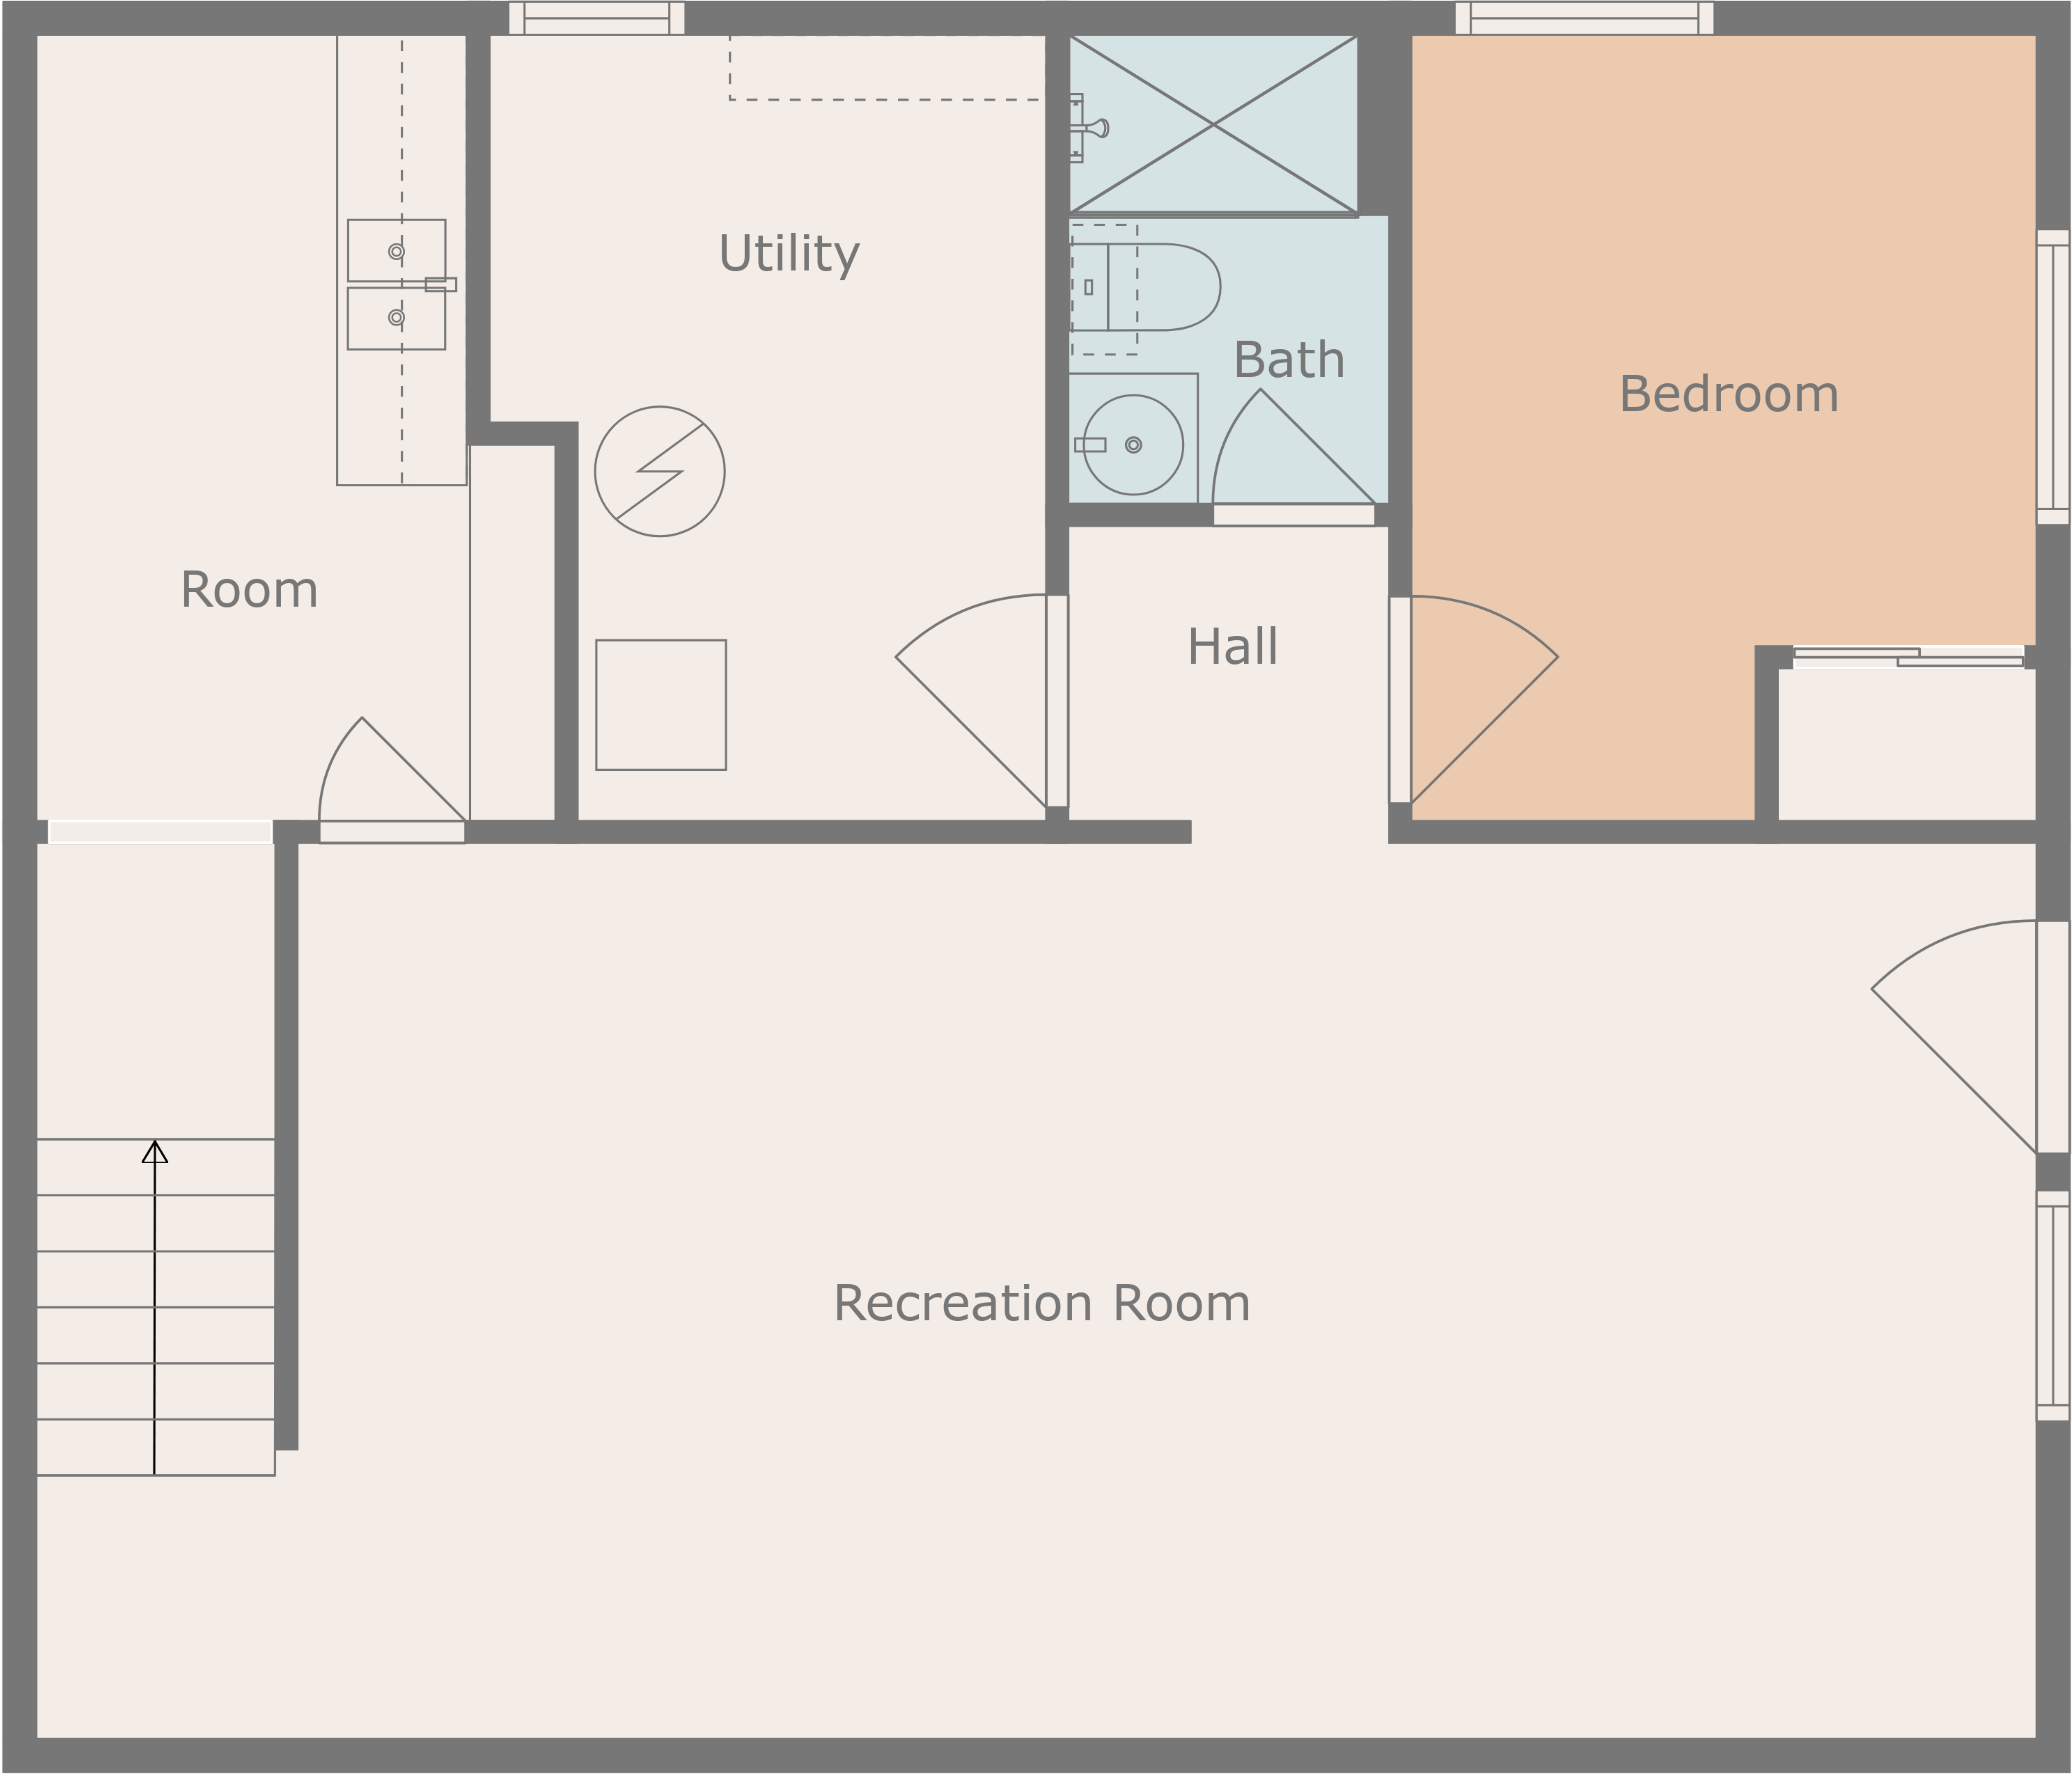 Utility
Bath
Bedroom
Room
Hall
Recreation Room